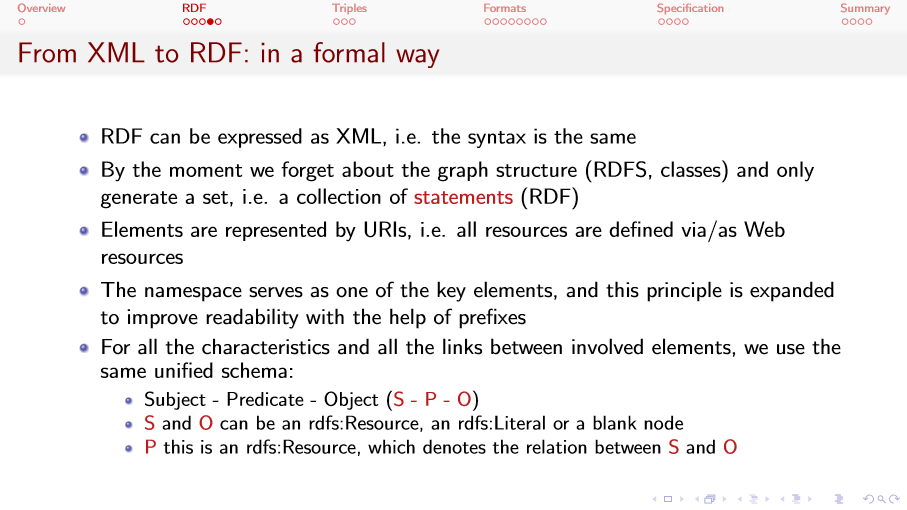 Overview RDF Triples Formats Specification Summary
From XML to RDF: in a formal way
RDF can be expressed as XML, i.e. the syntax is the same
By the moment we forget about the graph structure (RDFS, classes) and only
generate a set, i.e. a collection of statements (RDF)
Elements are represented by URIs, i.e. all resources are defined via/as Web
resources
The namespace serves as one of the key elements, and this principle is expanded
to improve readability with the help of prefixes
For all the characteristics and all the links between involved elements, we use the
same unified schema:
Subject - Predicate - Object (S - P - O)
S and O can be an rdfs:Resource, an rdfs:Literal or a blank node
P this is an rdfs:Resource, which denotes the relation between S and O